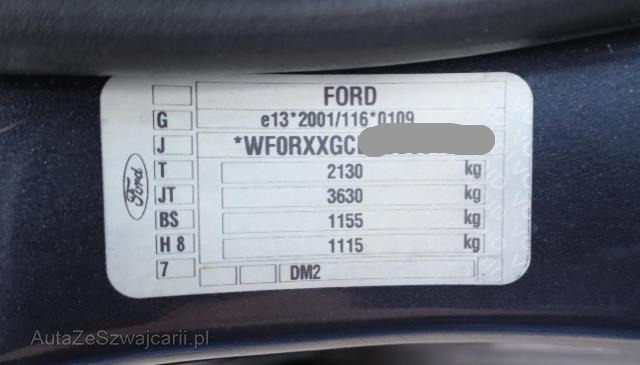 FORD
G e13*2001/116*0109
J *WF0RXXGC
T 2130 kg
JT 3630 kg
BS 1155 kg
H 8 1115 kg
7 DM2
Ford
AutaZeSzwajcarii.pl